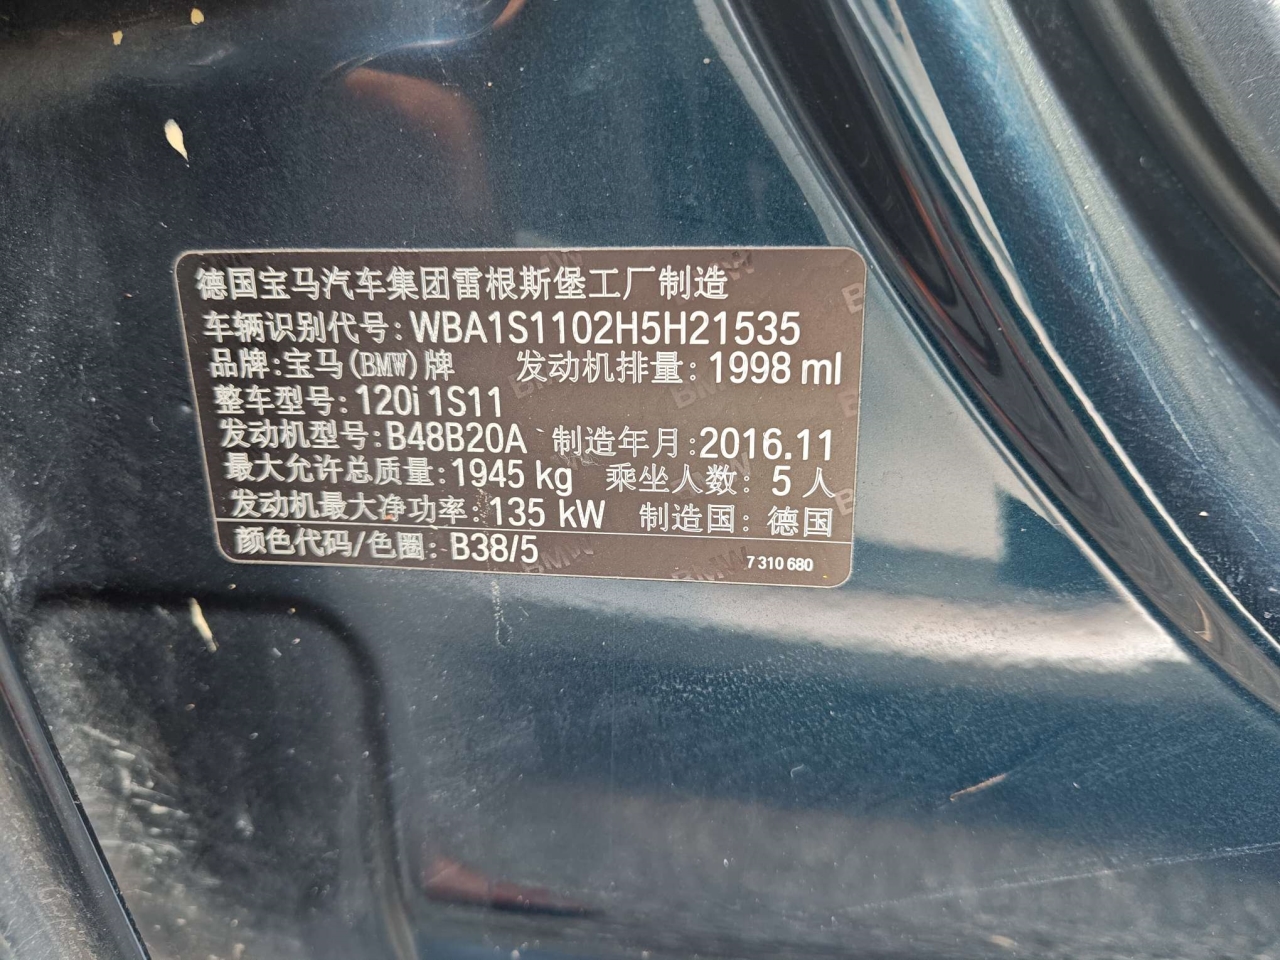 德国宝马汽车集团雷根斯堡工厂制造
车辆识别代号: WBA1S1102H5H21535
品牌:宝马(BMW)牌 发动机排量: 1998 ml
整车型号: 120i 1S11
发动机型号: B48B20A 制造年月: 2016.11
最大允许总质量: 1945 kg 乘坐人数: 5 人
发动机最大净功率: 135 kW 制造国: 德国
颜色代码/色圈: B38/5 7 310 680